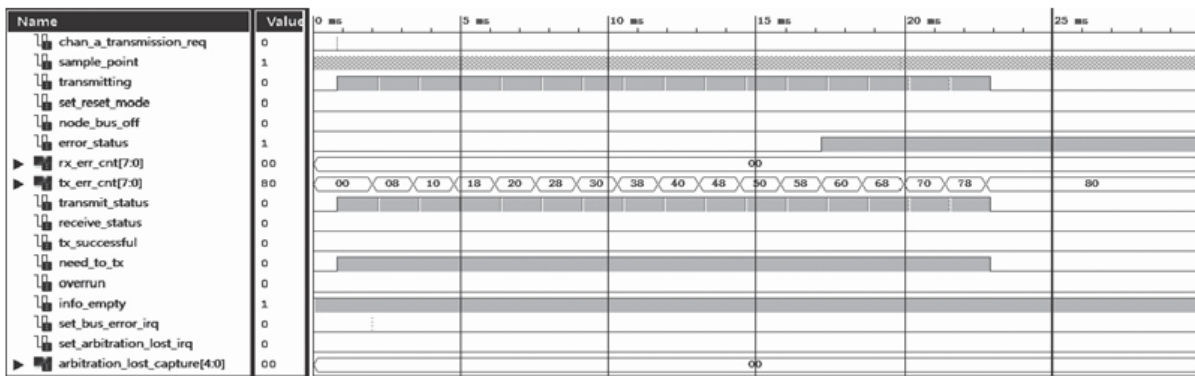 Name Value 0 ms 5 ms 10 ms 15 ms 20 ms 25 ms
chan_a_transmission_req 0
sample_point 1
transmitting 0
set_reset_mode 0
node_bus_off 0
error_status 1
rx_err_cnt[7:0] 00 00
tx_err_cnt[7:0] 80 00 08 10 18 20 28 30 38 40 48 50 58 60 68 70 78 80
transmit_status 0
receive_status 0
tx_successful 0
need_to_tx 0
overrun 0
info_empty 1
set_bus_error_irq 0
set_arbitration_lost_irq 0
arbitration_lost_capture[4:0] 00 00